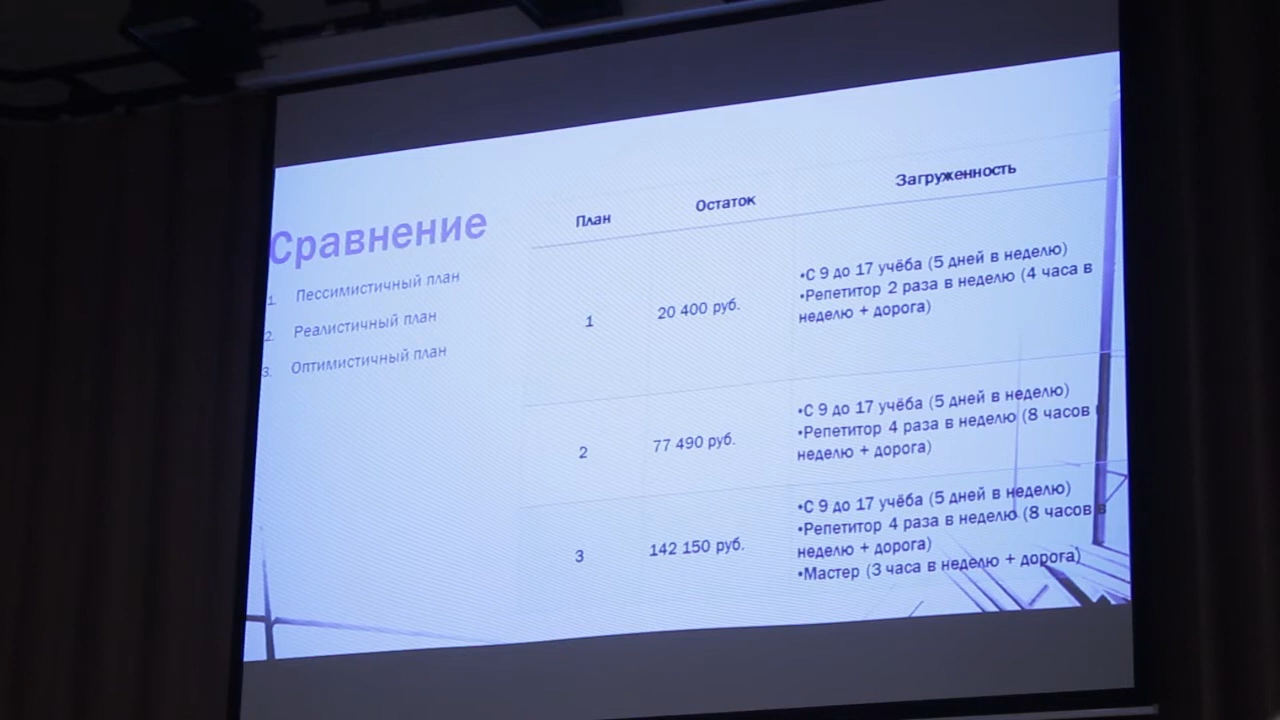 Сравнение
1. Пессимистичный план
2. Реалистичный план
3. Оптимистичный план
План Остаток Загруженность
1 20 400 руб.
•С 9 до 17 учёба (5 дней в неделю)
•Репетитор 2 раза в неделю (4 часа в
неделю + дорога)
2 77 490 руб.
•С 9 до 17 учёба (5 дней в неделю)
•Репетитор 4 раза в неделю (8 часов в
неделю + дорога)
3 142 150 руб.
•С 9 до 17 учёба (5 дней в неделю)
•Репетитор 4 раза в неделю (8 часов в
неделю + дорога)
•Мастер (3 часа в неделю + дорога)